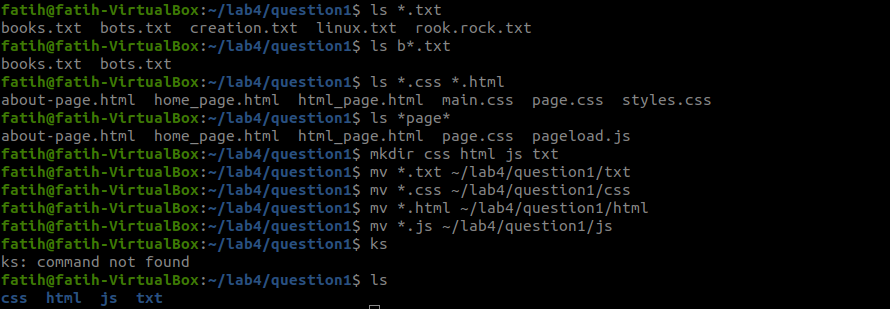 fatih@fatih-VirtualBox:~/lab4/question1$ ls *.txt
books.txt  bots.txt  creation.txt  linux.txt  rook.rock.txt
fatih@fatih-VirtualBox:~/lab4/question1$ ls b*.txt
books.txt  bots.txt
fatih@fatih-VirtualBox:~/lab4/question1$ ls *.css *.html
about-page.html  home_page.html  html_page.html  main.css  page.css  styles.css
fatih@fatih-VirtualBox:~/lab4/question1$ ls *page*
about-page.html  home_page.html  html_page.html  page.css  pageload.js
fatih@fatih-VirtualBox:~/lab4/question1$ mkdir css html js txt
fatih@fatih-VirtualBox:~/lab4/question1$ mv *.txt ~/lab4/question1/txt
fatih@fatih-VirtualBox:~/lab4/question1$ mv *.css ~/lab4/question1/css
fatih@fatih-VirtualBox:~/lab4/question1$ mv *.html ~/lab4/question1/html
fatih@fatih-VirtualBox:~/lab4/question1$ mv *.js ~/lab4/question1/js
fatih@fatih-VirtualBox:~/lab4/question1$ ks
ks: command not found
fatih@fatih-VirtualBox:~/lab4/question1$ ls
css  html  js  txt